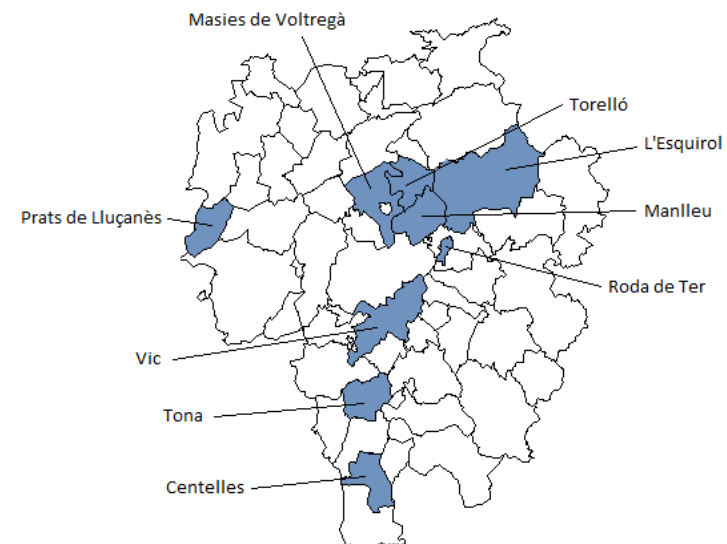 Masies de Voltregà
Torelló
L'Esquirol
Prats de Lluçanès
Manlleu
Roda de Ter
Vic
Tona
Centelles